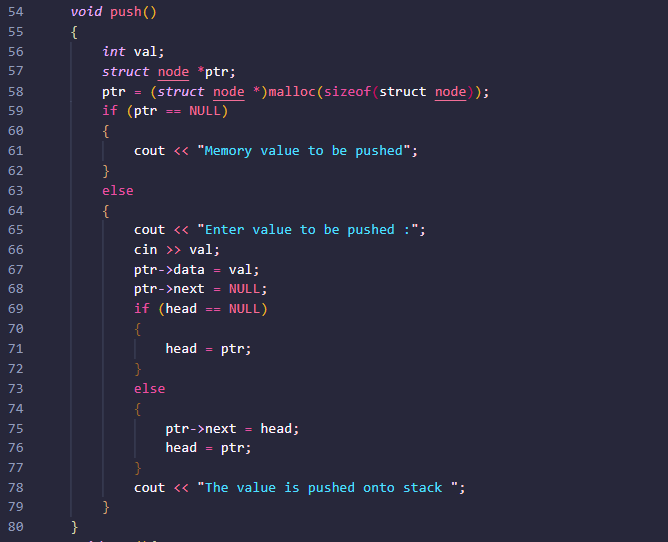 54 void push()
55 {
56 int val;
57 struct node *ptr;
58 ptr = (struct node *)malloc(sizeof(struct node));
59 if (ptr == NULL)
60 {
61 cout << "Memory value to be pushed";
62 }
63 else
64 {
65 cout << "Enter value to be pushed :";
66 cin >> val;
67 ptr->data = val;
68 ptr->next = NULL;
69 if (head == NULL)
70 {
71 head = ptr;
72 }
73 else
74 {
75 ptr->next = head;
76 head = ptr;
77 }
78 cout << "The value is pushed onto stack ";
79 }
80 }